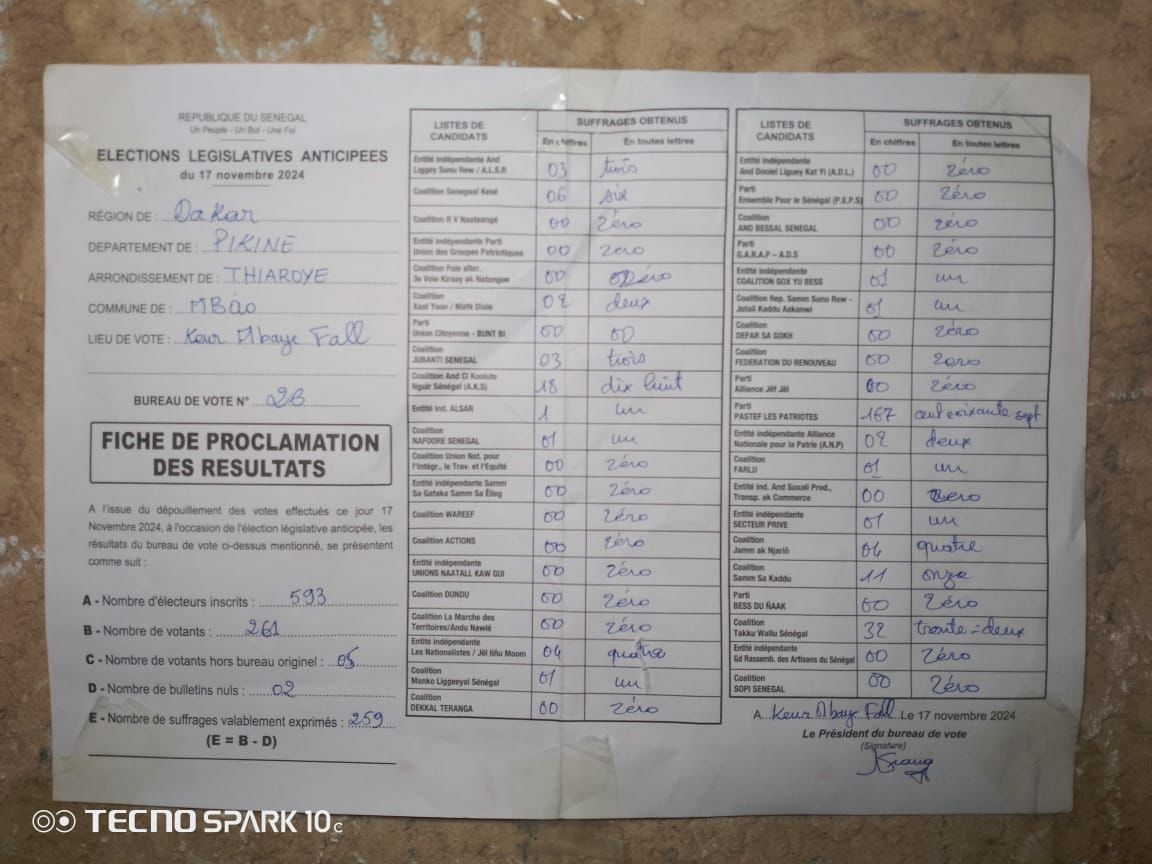 REPUBLIQUE DU SENEGAL
Un Peuple - Un But - Une Foi
ELECTIONS LEGISLATIVES ANTICIPEES
du 17 novembre 2024
RÉGION DE : Dakar
DEPARTEMENT DE : PIKINE
ARRONDISSEMENT DE : THIAROYE
COMMUNE DE : MBAO
LIEU DE VOTE : Keur Mbaye Fall
BUREAU DE VOTE N° 26
FICHE DE PROCLAMATION
DES RESULTATS
A l'issue du dépouillement des votes effectués ce jour 17
Novembre 2024, à l'occasion de l'élection législative anticipée, les
résultats du bureau de vote ci-dessus mentionné, se présentent
comme suit :
A - Nombre d'électeurs inscrits : 593
B - Nombre de votants : 261
C - Nombre de votants hors bureau originel : 05
D - Nombre de bulletins nuls : 02
E - Nombre de suffrages valablement exprimés : 259
(E = B - D)
LISTES DE CANDIDATS SUFFRAGES OBTENUS
En chiffres En toutes lettres
Entité indépendante And
Liggey Sunu Rew / A.L.S.R 03 trois
Coalition Senegaal Kesé 06 six
Coalition R V Naatangé 00 zéro
Entité indépendante Parti
Union des Groupes Patriotiques 00 zero
Coalition Pole alter.
3e Voie Kiraay ak Natangue 00 zéro
Coalition
Xaal Yoon / Niafé Diale 02 deux
Parti
Union Citoyenne - BUNT BI 00 00
Coalition
JUBANTI SENEGAL 03 trois
Coalition And Ci Koolute
Nguir Sénégal (A.K.S) 18 dix huit
Entité Ind. ALSAR 1 un
Coalition
NAFOORE SENEGAL 01 un
Coalition Union Nat. pour
l'Intégr., le Trav. et l'Equité 00 zéro
Entité indépendante Samm
Sa Gataka Samm Sa Elleg 00 zéro
Coalition WAREEF 00 zéro
Coalition ACTIONS 00 zéro
Entité indépendante
UNIONS NAATALL KAW GUI 00 zéro
Coalition DUNDU 00 zéro
Coalition La Marche des
Territoires/Andu Nawlé 00 zéro
Entité indépendante
Les Nationalistes / Jël liñu Moom 04 quatre
Coalition
Manko Liggeeyal Sénégal 01 un
Coalition
DEKKAL TERANGA 00 zéro
LISTES DE CANDIDATS SUFFRAGES OBTENUS
En chiffres En toutes lettres
Entité indépendante
And Doolel Liguey Kat Yi (A.D.L.) 00 zéro
Parti
Ensemble Pour le Sénégal (P.E.P.S) 00 zéro
Coalition
AND BESSAL SENEGAL 00 zéro
Parti
G.A.R.A.P – A.D.S 00 zéro
Entité indépendante
COALITION GOX YU BESS 01 un
Coalition Rep. Samm Sunu Rew -
Jotali Kaddu Askanwi 01 un
Coalition
DEFAR SA GOKH 00 zéro
Coalition
FEDERATION DU RENOUVEAU 00 zero
Parti
Alliance Jëf Jël 00 zéro
Parti
PASTEF LES PATRIOTES 167 cent soixante sept
Entité indépendante Alliance
Nationale pour la Patrie (A.N.P) 02 deux
Coalition
FARLU 01 un
Entité Ind. And Suxali Prod.,
Transp. ak Commerce 00 zero
Entité indépendante
SECTEUR PRIVE 01 un
Coalition
Jamm ak Njariñ 04 quatre
Coalition
Samm Sa Kaddu 11 onze
Parti
BESS DU ÑAAK 00 zéro
Coalition
Takku Wallu Sénégal 32 trente-deux
Entité indépendante
Gd Rassemb. des Artisans du Sénégal 00 zéro
Coalition
SOPI SENEGAL 00 zéro
A Keur Mbaye Fall Le 17 novembre 2024
Le Président du bureau de vote
(Signature)
TECNO SPARK 10C